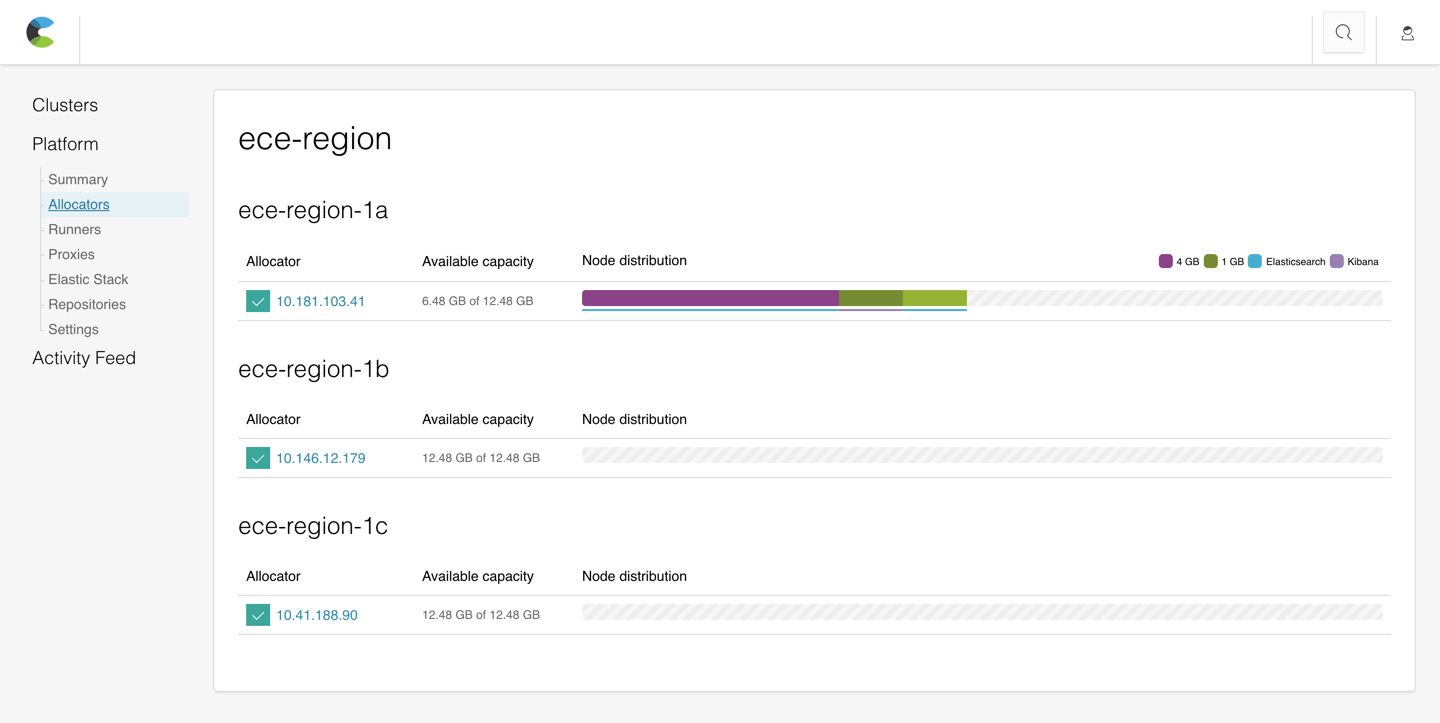 Clusters
Platform
Summary
Allocators
Runners
Proxies
Elastic Stack
Repositories
Settings
Activity Feed
ece-region
ece-region-1a
Allocator Available capacity Node distribution 4 GB 1 GB Elasticsearch Kibana
10.181.103.41 6.48 GB of 12.48 GB
ece-region-1b
Allocator Available capacity Node distribution
10.146.12.179 12.48 GB of 12.48 GB
ece-region-1c
Allocator Available capacity Node distribution
10.41.188.90 12.48 GB of 12.48 GB